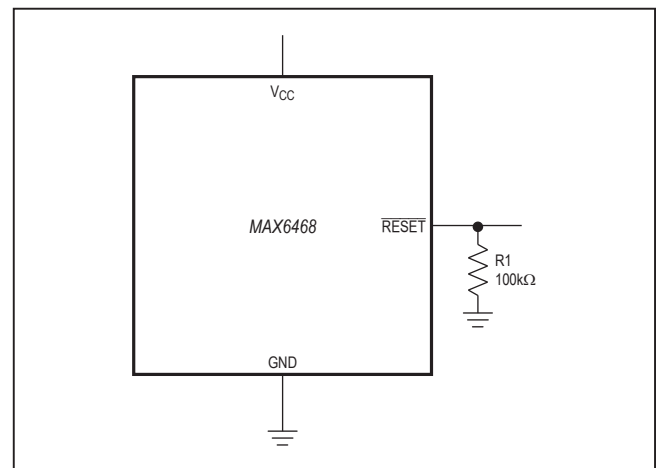 VCC
MAX6468
RESET
R1
100kΩ
GND